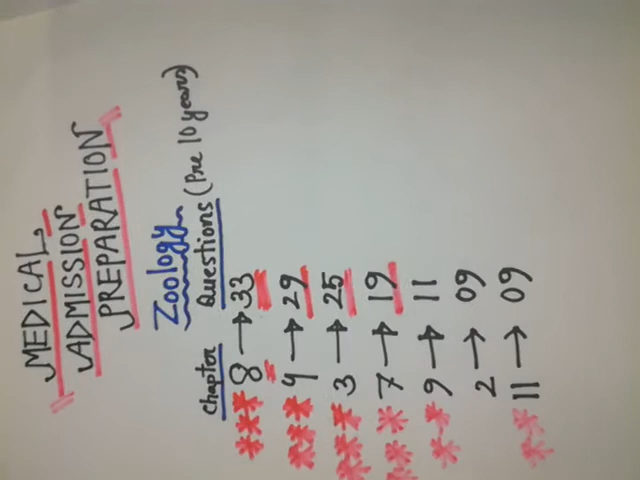 MEDICAL
ADMISSION
PREPARATION
Zoology
Chapter Questions (Pre 10 years)
*** 8 → 33
*** 4 → 29
*** 3 → 25
*** 7 → 19
** 9 → 11
2 → 09
** 11 → 09